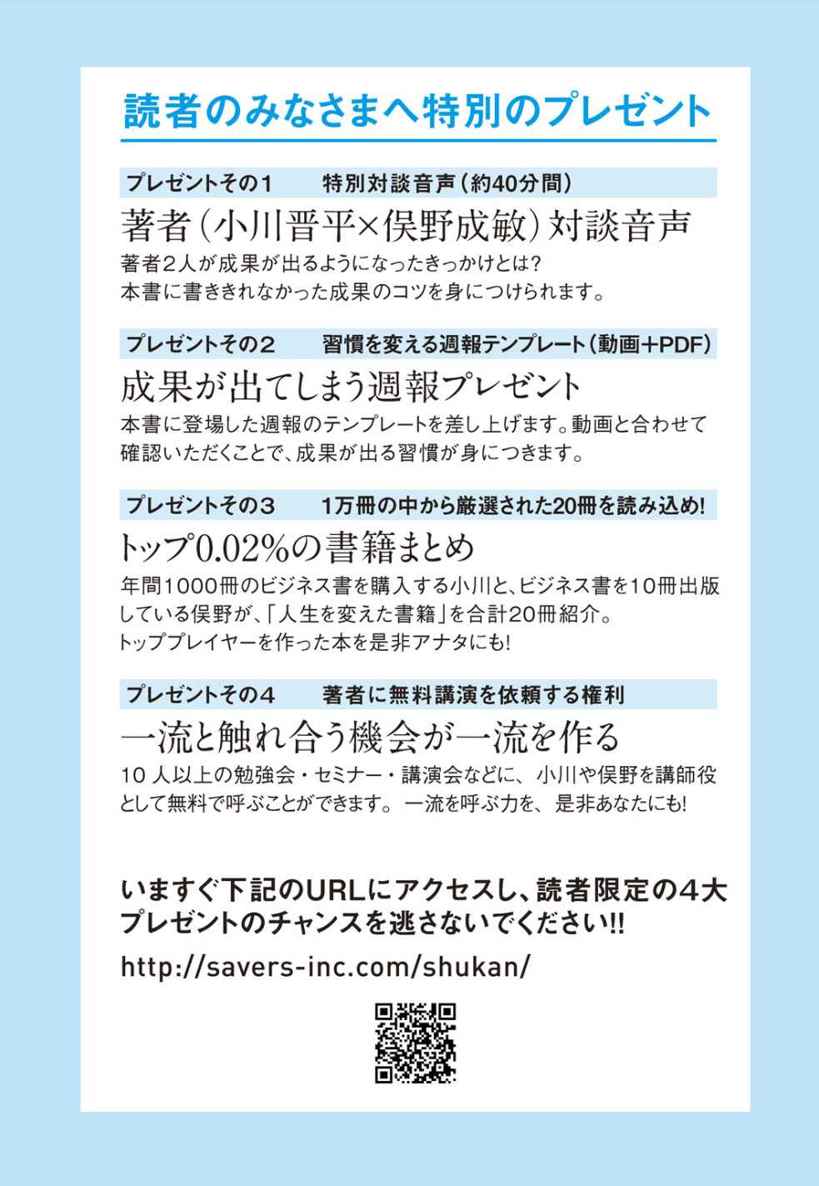 読者のみなさまへ特別のプレゼント
プレゼントその1　特別対談音声（約40分間）
著者（小川晋平×俣野成敏）対談音声
著者2人が成果が出るようになったきっかけとは?
本書に書ききれなかった成果のコツを身につけられます。
プレゼントその2　習慣を変える週報テンプレート（動画＋PDF）
成果が出てしまう週報プレゼント
本書に登場した週報のテンプレートを差し上げます。動画と合わせて
確認いただくことで、成果が出る習慣が身につきます。
プレゼントその3　1万冊の中から厳選された20冊を読み込め!
トップ0.02%の書籍まとめ
年間1000冊のビジネス書を購入する小川と、ビジネス書を10冊出版
している俣野が、「人生を変えた書籍」を合計20冊紹介。
トッププレイヤーを作った本を是非アナタにも!
プレゼントその4　著者に無料講演を依頼する権利
一流と触れ合う機会が一流を作る
10人以上の勉強会・セミナー・講演会などに、小川や俣野を講師役
として無料で呼ぶことができます。一流を呼ぶ力を、是非あなたにも!
いますぐ下記のURLにアクセスし、読者限定の4大
プレゼントのチャンスを逃さないでください!!
http://savers-inc.com/shukan/